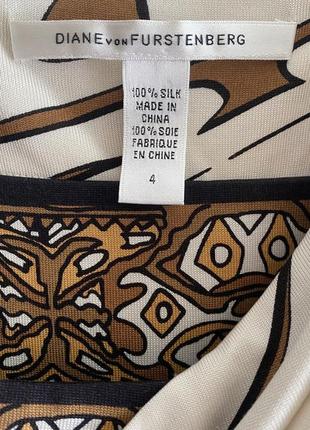 DIANE VON FURSTENBERG
100% SILK
MADE IN
CHINA
100% SOIE
FABRIQUE
EN CHINE
4